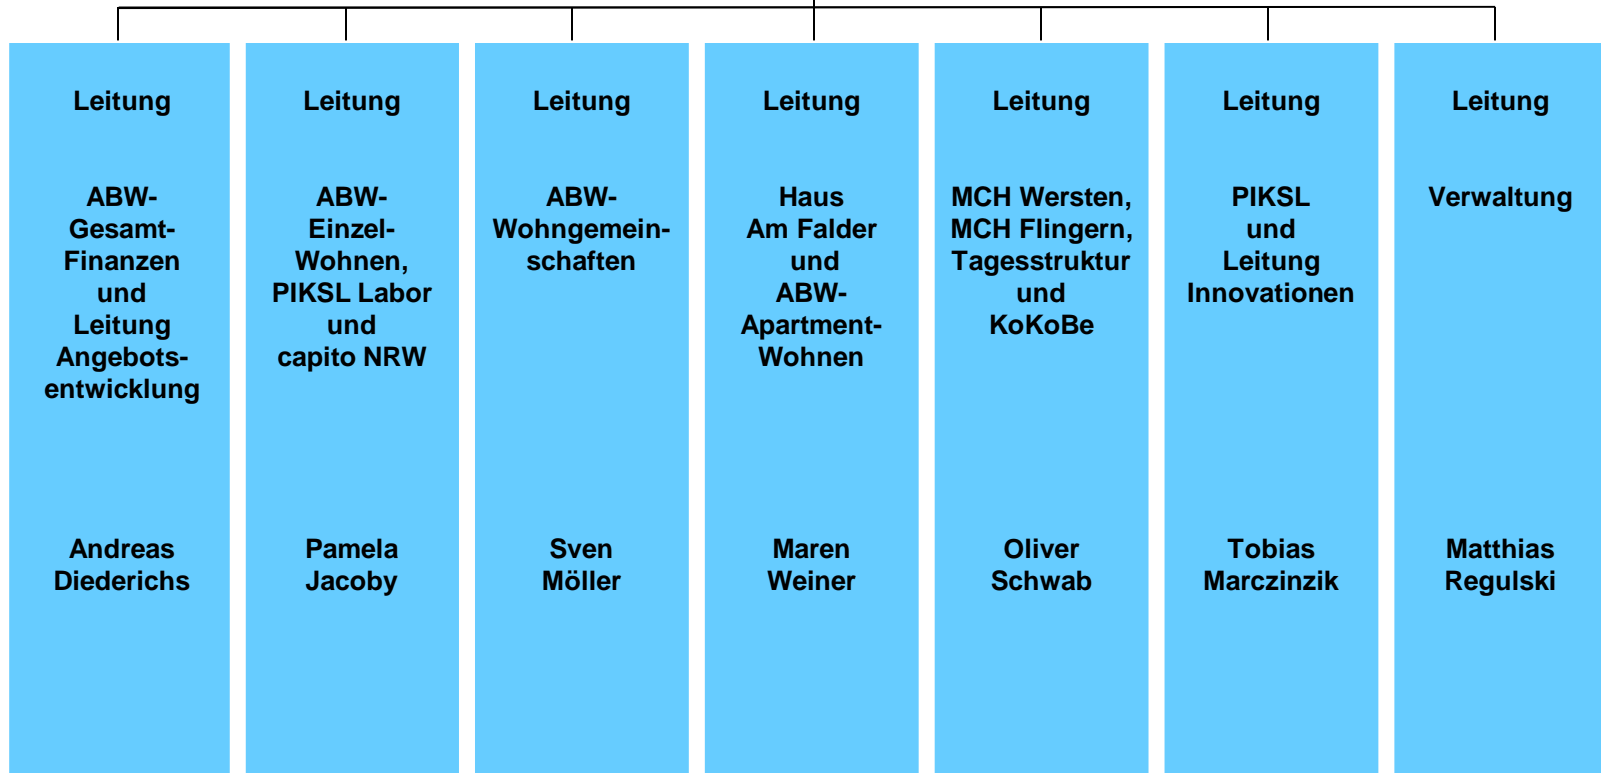 Leitung
ABW-
Gesamt-
Finanzen
und
Leitung
Angebots-
entwicklung
Andreas
Diederichs
Leitung
ABW-
Einzel-
Wohnen,
PIKSL Labor
und
capito NRW
Pamela
Jacoby
Leitung
ABW-
Wohngemein-
schaften
Sven
Möller
Leitung
Haus
Am Falder
und
ABW-
Apartment-
Wohnen
Maren
Weiner
Leitung
MCH Wersten,
MCH Flingern,
Tagesstruktur
und
KoKoBe
Oliver
Schwab
Leitung
PIKSL
und
Leitung
Innovationen
Tobias
Marczinzik
Leitung
Verwaltung
Matthias
Regulski